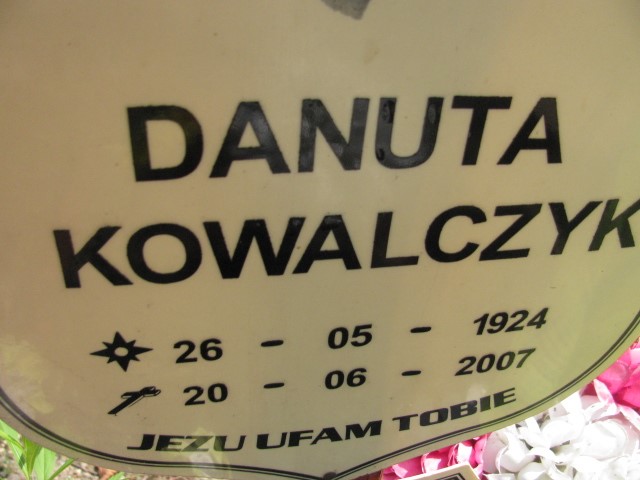 DANUTA
KOWALCZYK
26 - 05 - 1924
20 - 06 - 2007
JEZU UFAM TOBIE